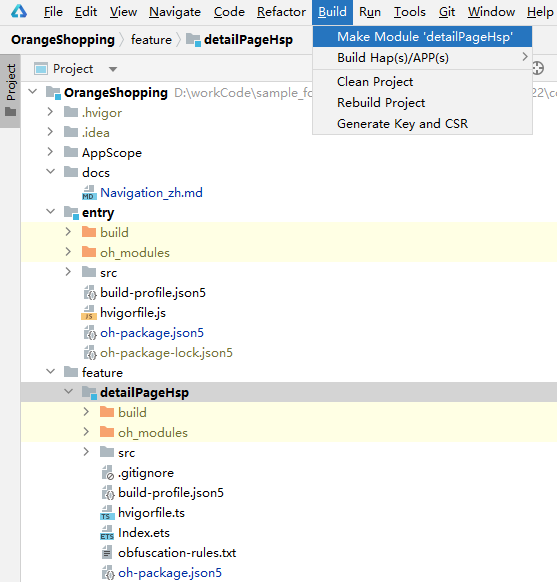 File Edit View Navigate Code Refactor Build Run Tools Git Window Help
OrangeShopping feature detailPageHsp
Make Module 'detailPageHsp'
Build Hap(s)/APP(s)
Clean Project
Rebuild Project
Generate Key and CSR
Project
Project
OrangeShopping D:\workCode\sample_fo 22\co
.hvigor
.idea
AppScope
docs
MD Navigation_zh.md
entry
build
oh_modules
src
build-profile.json5
JS hvigorfile.js
oh-package.json5
oh-package-lock.json5
feature
detailPageHsp
build
oh_modules
src
.gitignore
build-profile.json5
TS hvigorfile.ts
ETS Index.ets
obfuscation-rules.txt
oh-package.json5